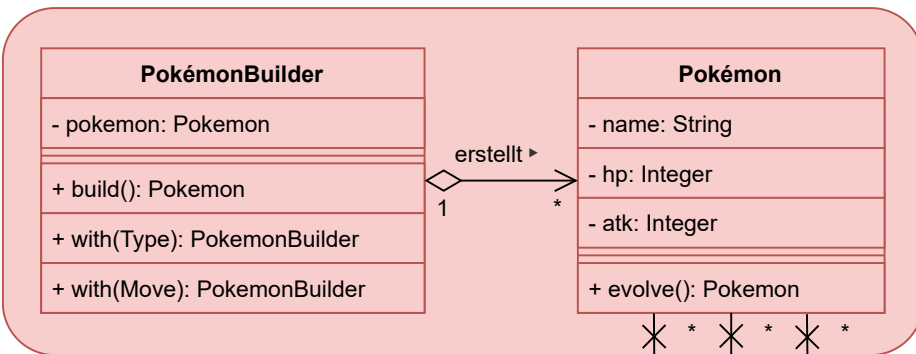 PokémonBuilder
- pokemon: Pokemon
+ build(): Pokemon
+ with(Type): PokemonBuilder
+ with(Move): PokemonBuilder
erstellt ▸
1
*
Pokémon
- name: String
- hp: Integer
- atk: Integer
+ evolve(): Pokemon
* * *